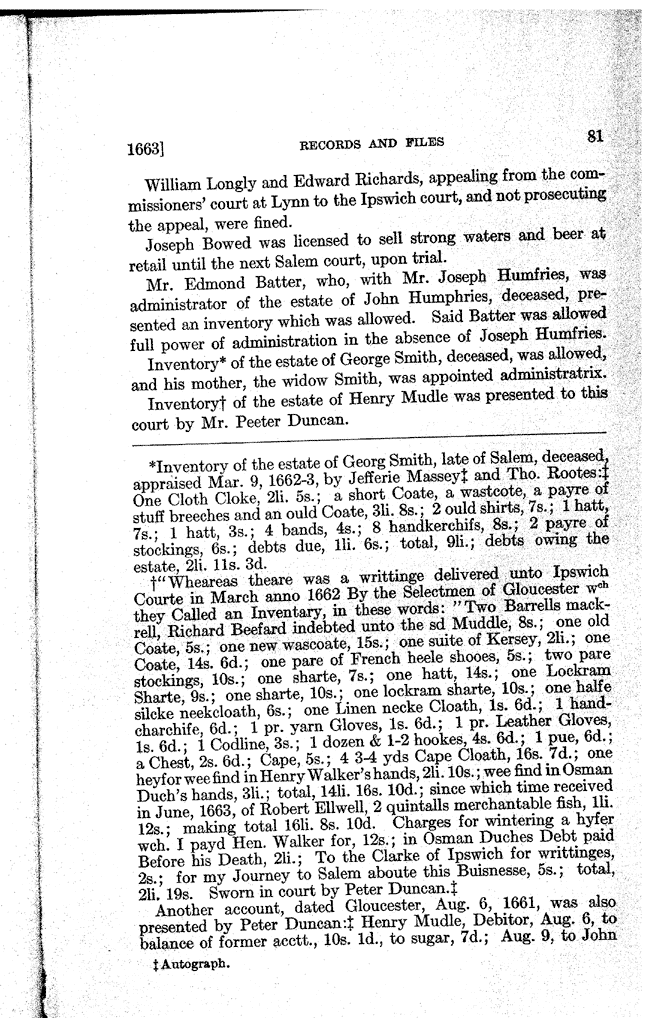 1663] RECORDS AND FILES 81
William Longly and Edward Richards, appealing from the com-
missioners' court at Lynn to the Ipswich court, and not prosecuting
the appeal, were fined.
Joseph Bowed was licensed to sell strong waters and beer at
retail until the next Salem court, upon trial.
Mr. Edmond Batter, who, with Mr. Joseph Humfries, was
administrator of the estate of John Humphries, deceased, pre-
sented an inventory which was allowed. Said Batter was allowed
full power of administration in the absence of Joseph Humfries.
Inventory* of the estate of George Smith, deceased, was allowed,
and his mother, the widow Smith, was appointed administratrix.
Inventory† of the estate of Henry Mudle was presented to this
court by Mr. Peeter Duncan.
*Inventory of the estate of Georg Smith, late of Salem, deceased,
appraised Mar. 9, 1662-3, by Jefferie Massey‡ and Tho. Rootes:‡
One Cloth Cloke, 2li. 5s.; a short Coate, a wastcote, a payre of
stuff breeches and an ould Coate, 3li. 8s.; 2 ould shirts, 7s.; 1 hatt,
7s.; 1 hatt, 3s.; 4 bands, 4s.; 8 handkerchifs, 8s.; 2 payre of
stockings, 6s.; debts due, 1li. 6s.; total, 9li.; debts owing the
estate, 2li. 11s. 3d.
†"Wheareas theare was a writtinge delivered unto Ipswich
Courte in March anno 1662 By the Selectmen of Gloucester wch
they Called an Inventary, in these words: "Two Barrells mack-
rell, Richard Beefard indebted unto the sd Muddle, 8s.; one old
Coate, 5s.; one new wascoate, 15s.; one suite of Kersey, 2li.; one
Coate, 14s. 6d.; one pare of French heele shooes, 5s.; two pare
stockings, 10s.; one sharte, 7s.; one hatt, 14s.; one Lockram
Sharte, 9s.; one sharte, 10s.; one lockram sharte, 10s.; one halfe
silcke neekcloath, 6s.; one Linen necke Cloath, 1s. 6d.; 1 hand-
charchife, 6d.; 1 pr. yarn Gloves, 1s. 6d.; 1 pr. Leather Gloves,
1s. 6d.; 1 Codline, 3s.; 1 dozen & 1-2 hookes, 4s. 6d.; 1 pue, 6d.;
a Chest, 2s. 6d.; Cape, 5s.; 4 3-4 yds Cape Cloath, 16s. 7d.; one
heyfor wee find in Henry Walker's hands, 2li. 10s.; wee find in Osman
Duch's hands, 3li.; total, 14li. 16s. 10d.; since which time received
in June, 1663, of Robert Ellwell, 2 quintalls merchantable fish, 1li.
12s.; making total 16li. 8s. 10d. Charges for wintering a hyfer
wch. I payd Hen. Walker for, 12s.; in Osman Duches Debt paid
Before his Death, 2li.; To the Clarke of Ipswich for writtinges,
2s.; for my Journey to Salem aboute this Buisnesse, 5s.; total,
2li. 19s. Sworn in court by Peter Duncan.‡
Another account, dated Gloucester, Aug. 6, 1661, was also
presented by Peter Duncan:‡ Henry Mudle, Debitor, Aug. 6, to
balance of former acctt., 10s. 1d., to sugar, 7d.; Aug. 9, to John
‡Autograph.